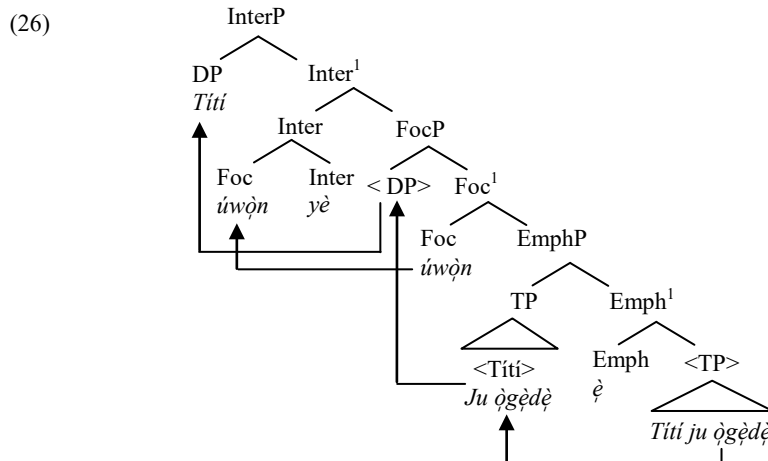 (26)
InterP
DP Inter¹
Títí
Inter FocP
Foc Inter < DP> Foc¹
úwọ̀n yè
Foc EmphP
úwọ̀n
TP Emph¹
<Títí> Emph <TP>
Ju ọ̀gẹ̀dẹ̀ ẹ̀
Títí ju ọ̀gẹ̀dẹ̀